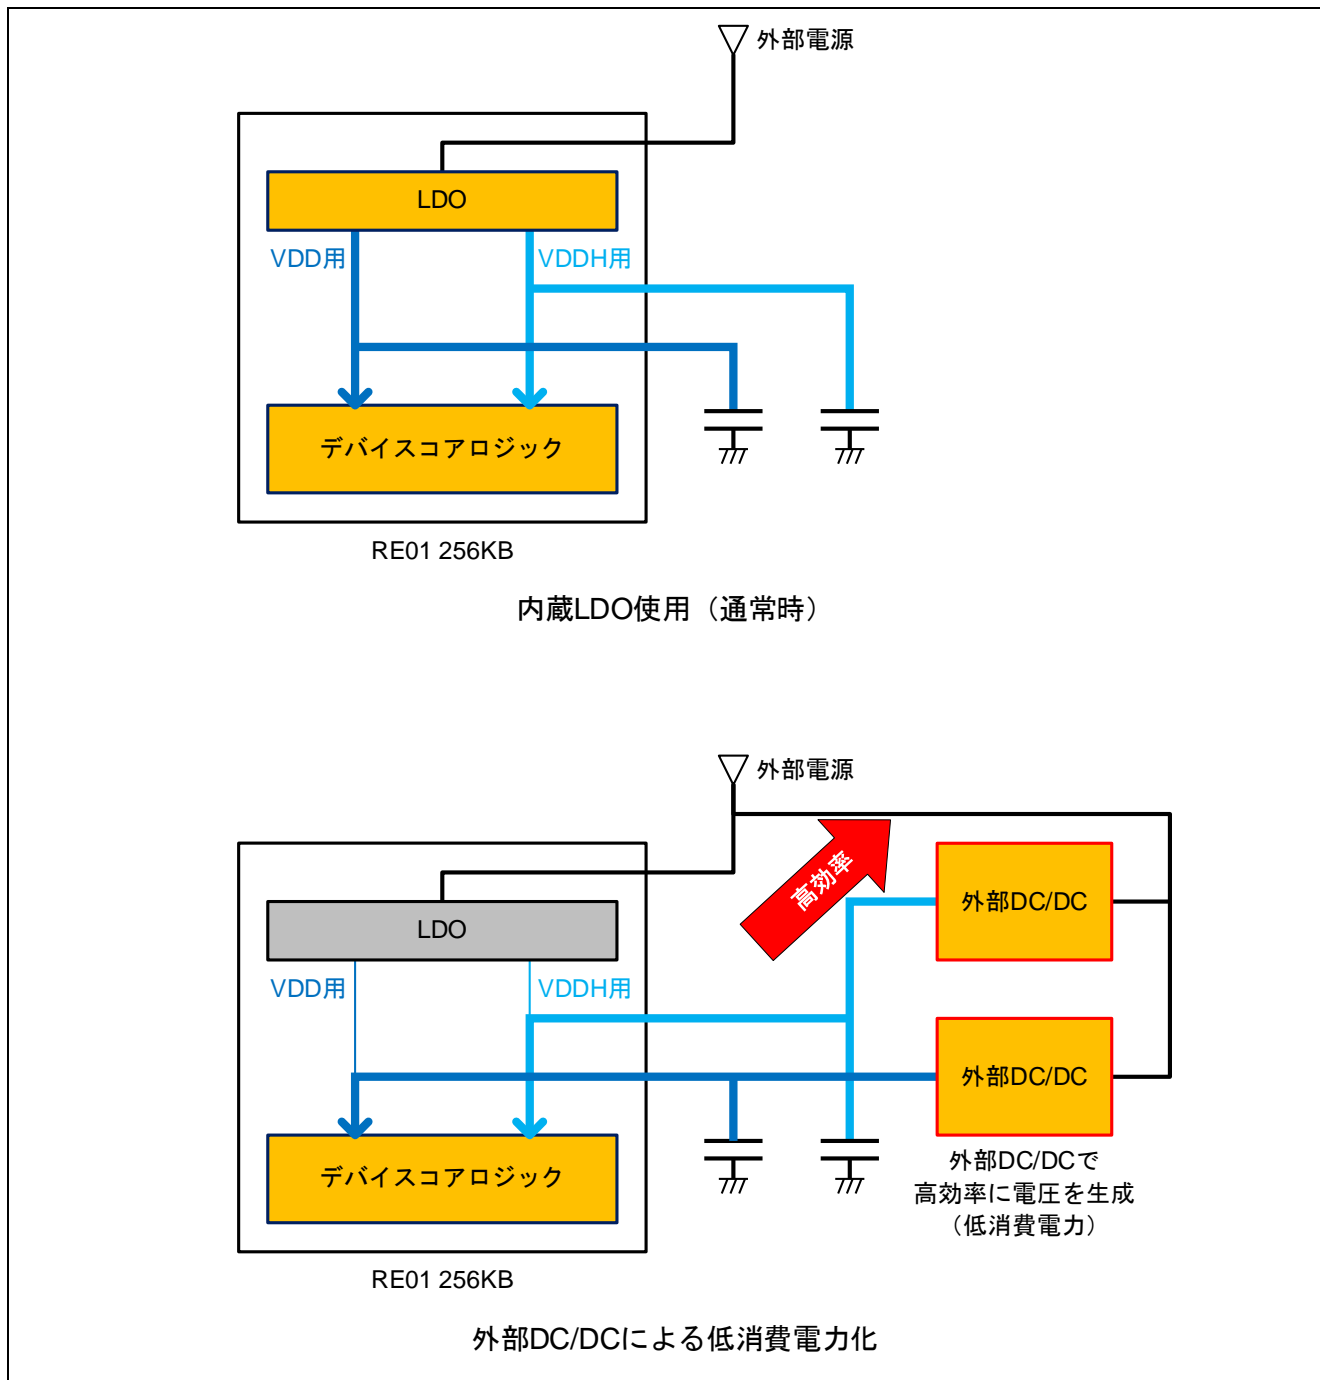 外部電源
LDO
VDD用
VDDH用
デバイスコアロジック
RE01 256KB
内蔵LDO使用（通常時）
外部電源
高効率
外部DC/DC
LDO
VDD用
VDDH用
外部DC/DC
デバイスコアロジック
外部DC/DCで
高効率に電圧を生成
（低消費電力）
RE01 256KB
外部DC/DCによる低消費電力化